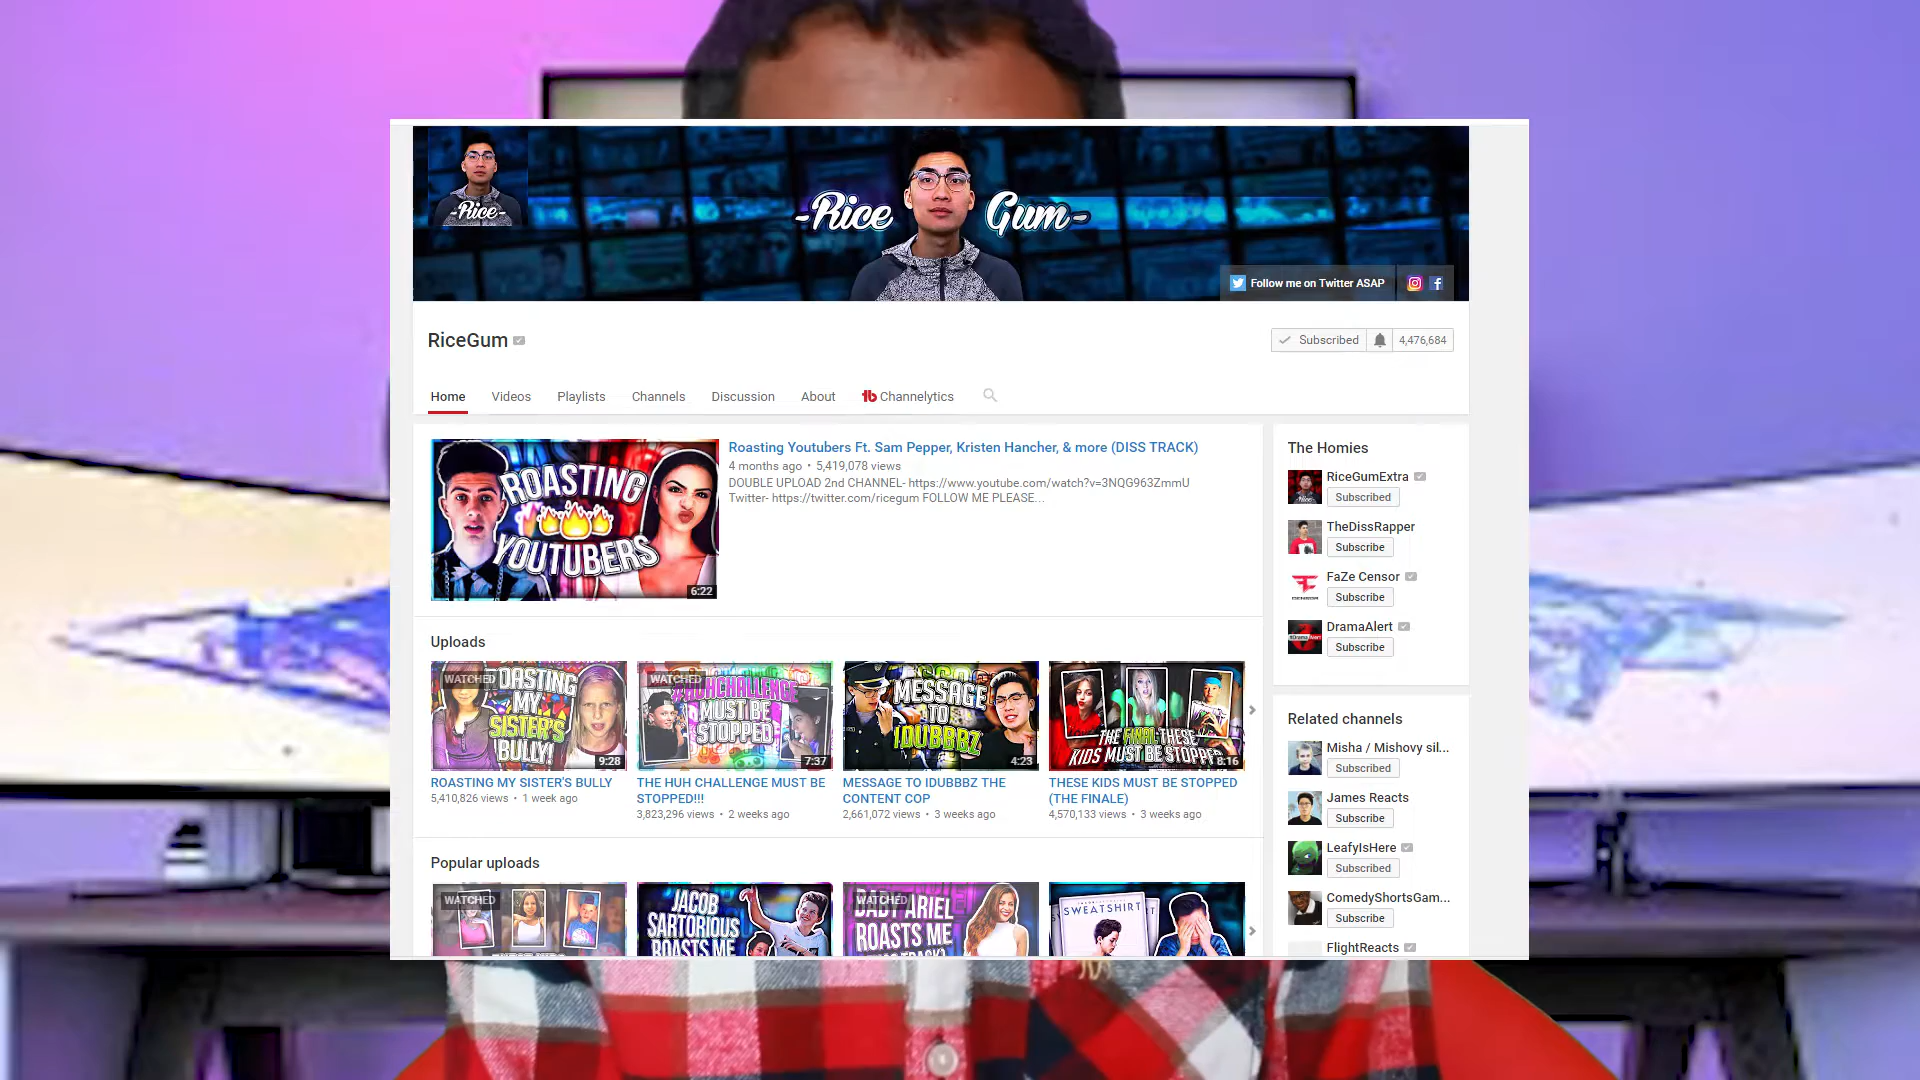 -Rice-
-Rice Gum-
Follow me on Twitter ASAP
RiceGum
Subscribed 4,476,684
Home Videos Playlists Channels Discussion About Channelytics
ROASTING
YOUTUBERS
6:22
Roasting Youtubers Ft. Sam Pepper, Kristen Hancher, & more (DISS TRACK)
4 months ago • 5,419,078 views
DOUBLE UPLOAD 2nd CHANNEL- https://www.youtube.com/watch?v=3NQG963ZmmU
Twitter- https://twitter.com/ricegum FOLLOW ME PLEASE...
Uploads
WATCHED
ROASTING
MY
SISTER'S
BULLY!
9:28
ROASTING MY SISTER'S BULLY
5,410,826 views • 1 week ago
WATCHED
#HUHCHALLENGE
MUST BE
STOPPED
7:37
THE HUH CHALLENGE MUST BE
STOPPED!!!
3,823,296 views • 2 weeks ago
MESSAGE
TO
IDUBBBZ
4:23
MESSAGE TO IDUBBBZ THE
CONTENT COP
2,661,072 views • 3 weeks ago
THE FINAL THESE
KIDS MUST BE STOPPE
8:16
THESE KIDS MUST BE STOPPED
(THE FINALE)
4,570,133 views • 3 weeks ago
Popular uploads
WATCHED
JACOB
SARTORIOUS
ROASTS ME
WATCHED
BABY ARIEL
ROASTS ME
SWEATSHIRT
The Homies
RiceGumExtra
Subscribed
TheDissRapper
Subscribe
FaZe Censor
Subscribe
DramaAlert
Subscribe
Related channels
Misha / Mishovy sil...
Subscribed
James Reacts
Subscribe
LeafyIsHere
Subscribed
ComedyShortsGam...
Subscribe
FlightReacts